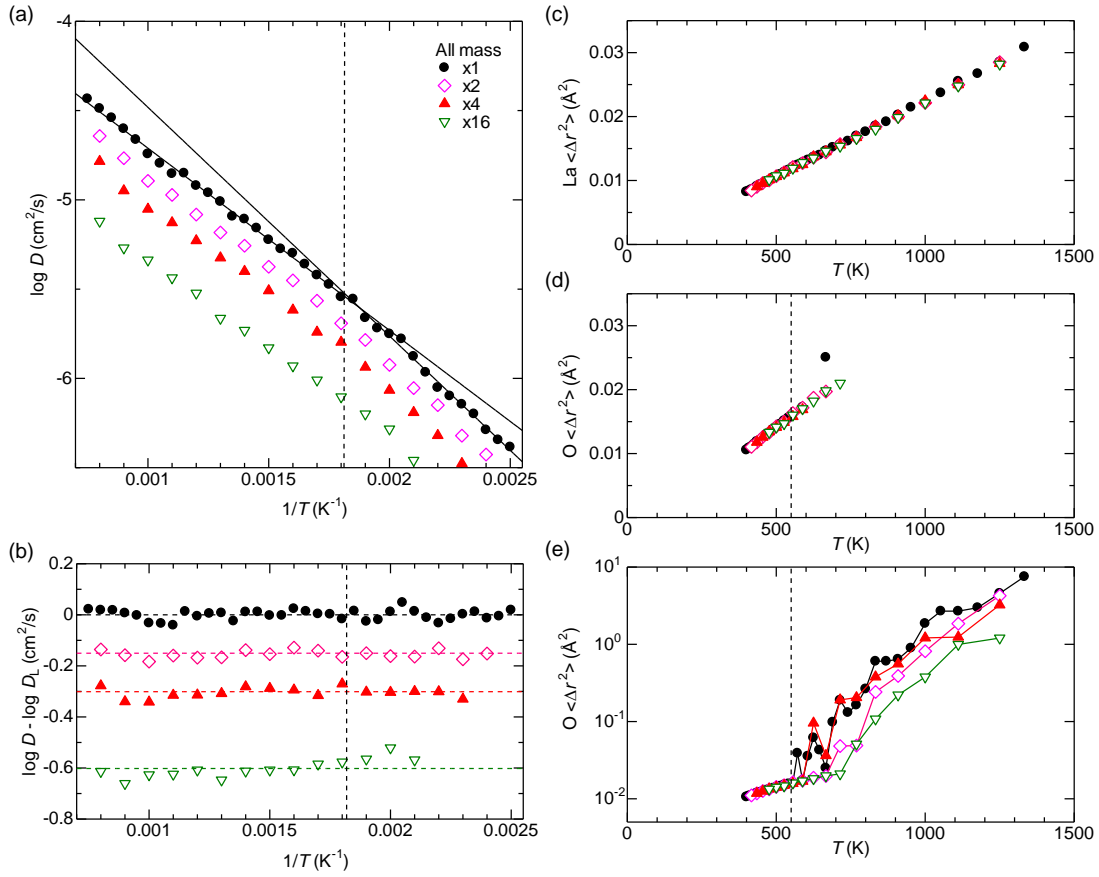 (a)
-4
-5
-6
log D (cm²/s)
All mass
x1
x2
x4
x16
0.001 0.0015 0.002 0.0025
1/T (K⁻¹)
(b)
0.2
0
-0.2
-0.4
-0.6
-0.8
log D - log D_L (cm²/s)
0.001 0.0015 0.002 0.0025
1/T (K⁻¹)
(c)
0.03
0.02
0.01
0
La <Δr²> (Å²)
0 500 1000 1500
T (K)
(d)
0.03
0.02
0.01
0
O <Δr²> (Å²)
0 500 1000 1500
T (K)
(e)
10¹
10⁰
10⁻¹
10⁻²
O <Δr²> (Å²)
0 500 1000 1500
T (K)